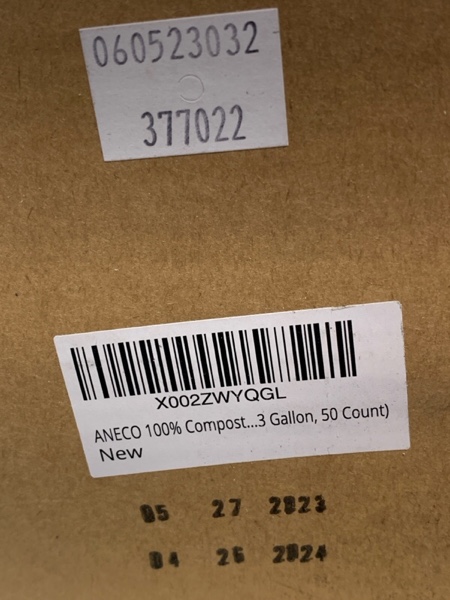 060523032
377022
X002ZWYQGL
ANECO 100% Compost...3 Gallon, 50 Count)
New
05 27 2023
04 26 2024